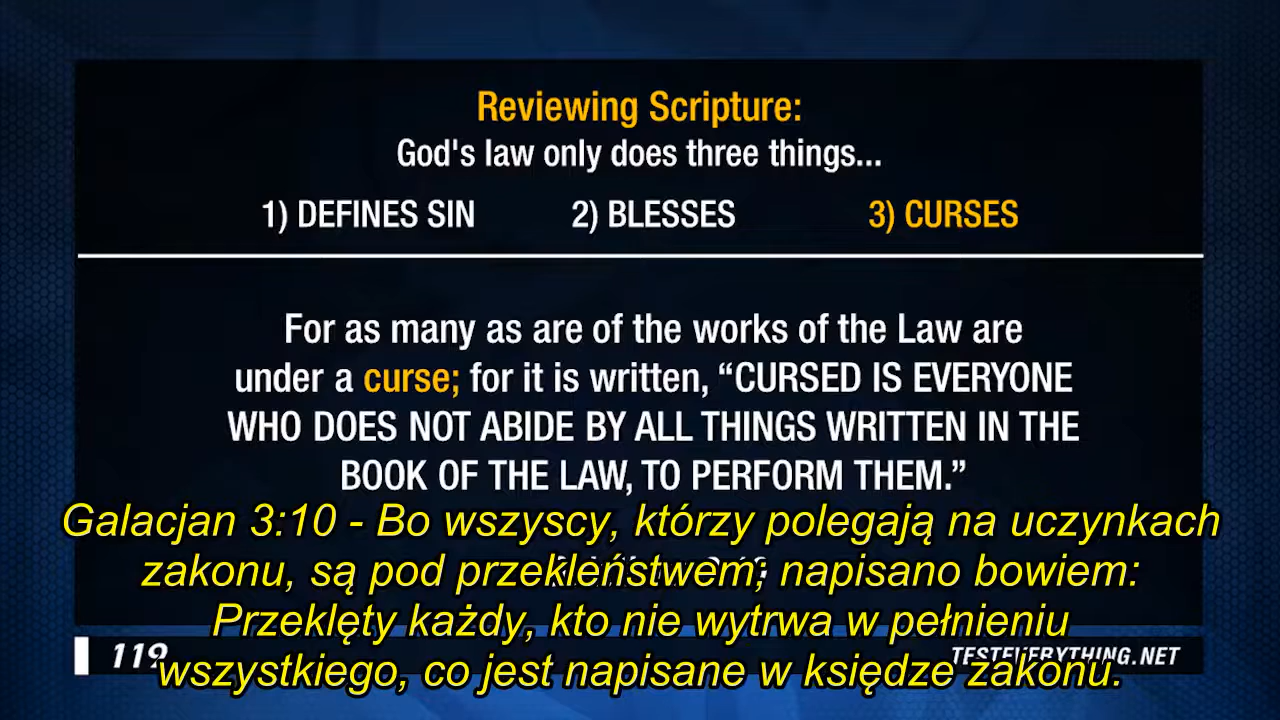 Reviewing Scripture:
God's law only does three things...
1) DEFINES SIN 2) BLESSES 3) CURSES
For as many as are of the works of the Law are
under a curse; for it is written, “CURSED IS EVERYONE
WHO DOES NOT ABIDE BY ALL THINGS WRITTEN IN THE
BOOK OF THE LAW, TO PERFORM THEM.”
Galacjan 3:10 - Bo wszyscy, którzy polegają na uczynkach
zakonu, są pod przekleństwem; napisano bowiem:
Przeklęty każdy, kto nie wytrwa w pełnieniu
wszystkiego, co jest napisane w księdze zakonu.
119 TESTEVERYTHING.NET